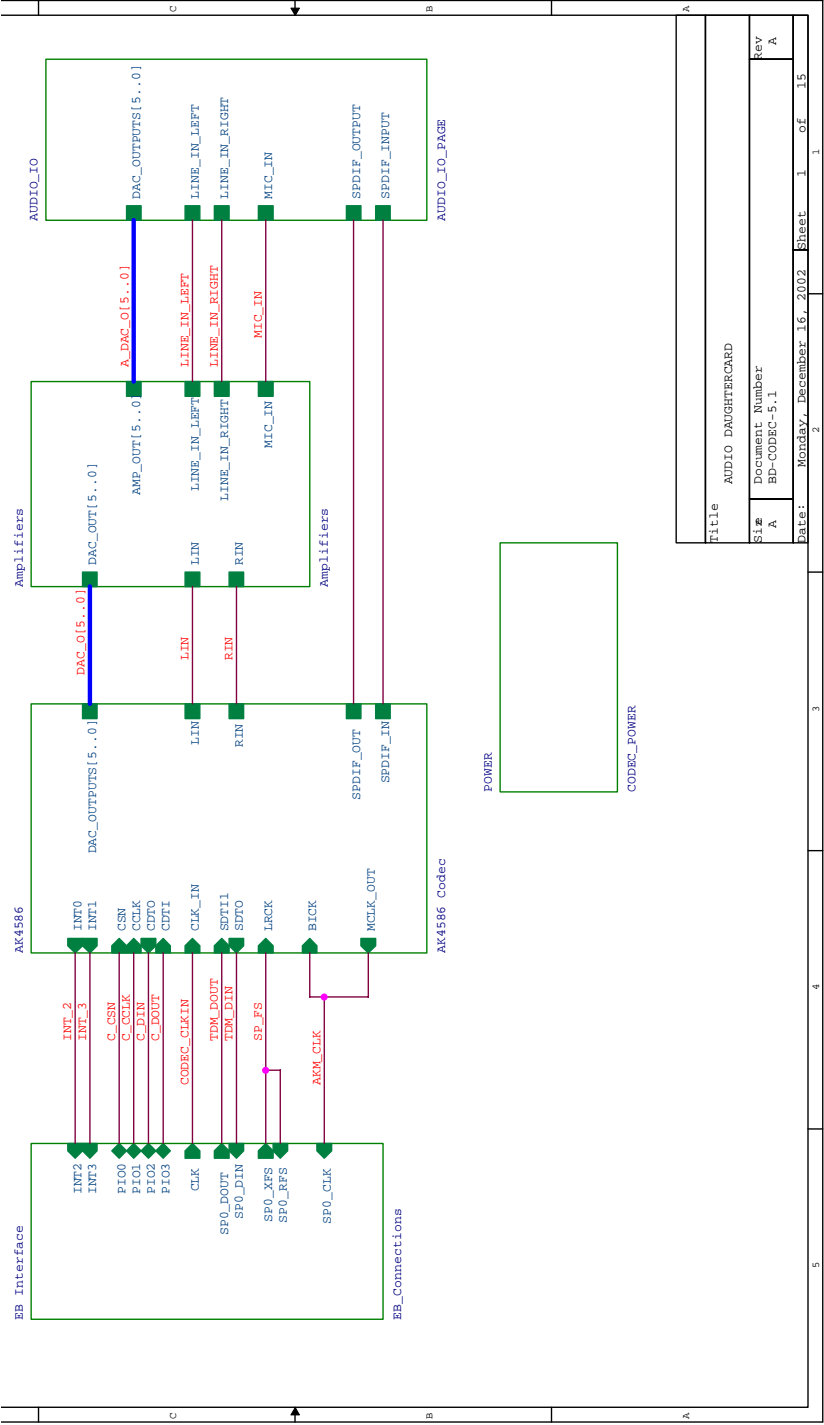 EB Interface
INT2
INT3
PIO0
PIO1
PIO2
PIO3
CLK
SP0_DOUT
SP0_DIN
SP0_XFS
SP0_RFS
SP0_CLK
EB_Connections
INT_2
INT_3
C_CSN
C_CCLK
C_DIN
C_DOUT
CODEC_CLKIN
TDM_DOUT
TDM_DIN
SP_FS
AKM_CLK
AK4586
INT0
INT1
CSN
CCLK
CDTO
CDTI
CLK_IN
SDTI1
SDTO
LRCK
BICK
MCLK_OUT
DAC_OUTPUTS[5..0]
LIN
RIN
SPDIF_OUT
SPDIF_IN
AK4586 Codec
DAC_O[5..0]
LIN
RIN
Amplifiers
DAC_OUT[5..0]
LIN
RIN
AMP_OUT[5..0]
LINE_IN_LEFT
LINE_IN_RIGHT
MIC_IN
Amplifiers
A_DAC_O[5..0]
LINE_IN_LEFT
LINE_IN_RIGHT
MIC_IN
AUDIO_IO
DAC_OUTPUTS[5..0]
LINE_IN_LEFT
LINE_IN_RIGHT
MIC_IN
SPDIF_OUTPUT
SPDIF_INPUT
AUDIO_IO_PAGE
POWER
CODEC_POWER
Title
AUDIO DAUGHTERCARD
Size
A
Document Number
BD-CODEC-5.1
Rev
A
Date: Monday, December 16, 2002 Sheet 1 of 15
5
4
3
2
1
C
B
A
C
B
A